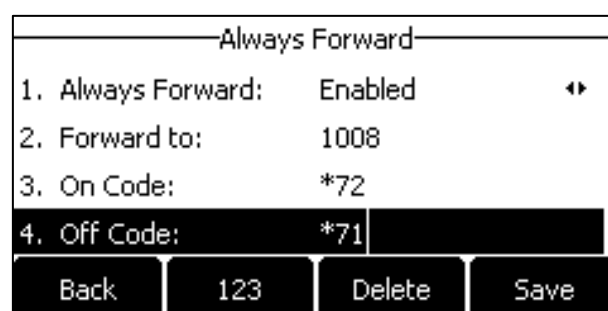 Always Forward
1. Always Forward: Enabled
2. Forward to: 1008
3. On Code: *72
4. Off Code: *71
Back 123 Delete Save